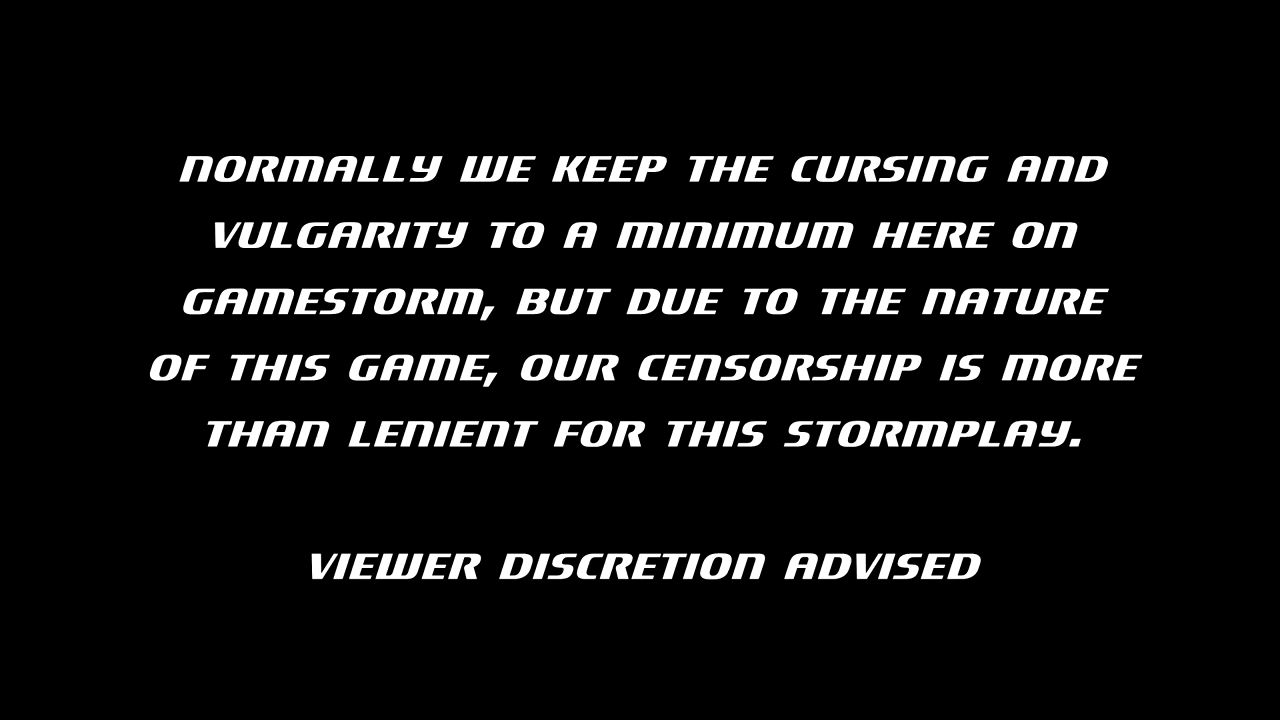 NORMALLY WE KEEP THE CURSING AND
VULGARITY TO A MINIMUM HERE ON
GAMESTORM, BUT DUE TO THE NATURE
OF THIS GAME, OUR CENSORSHIP IS MORE
THAN LENIENT FOR THIS STORMPLAY.
VIEWER DISCRETION ADVISED